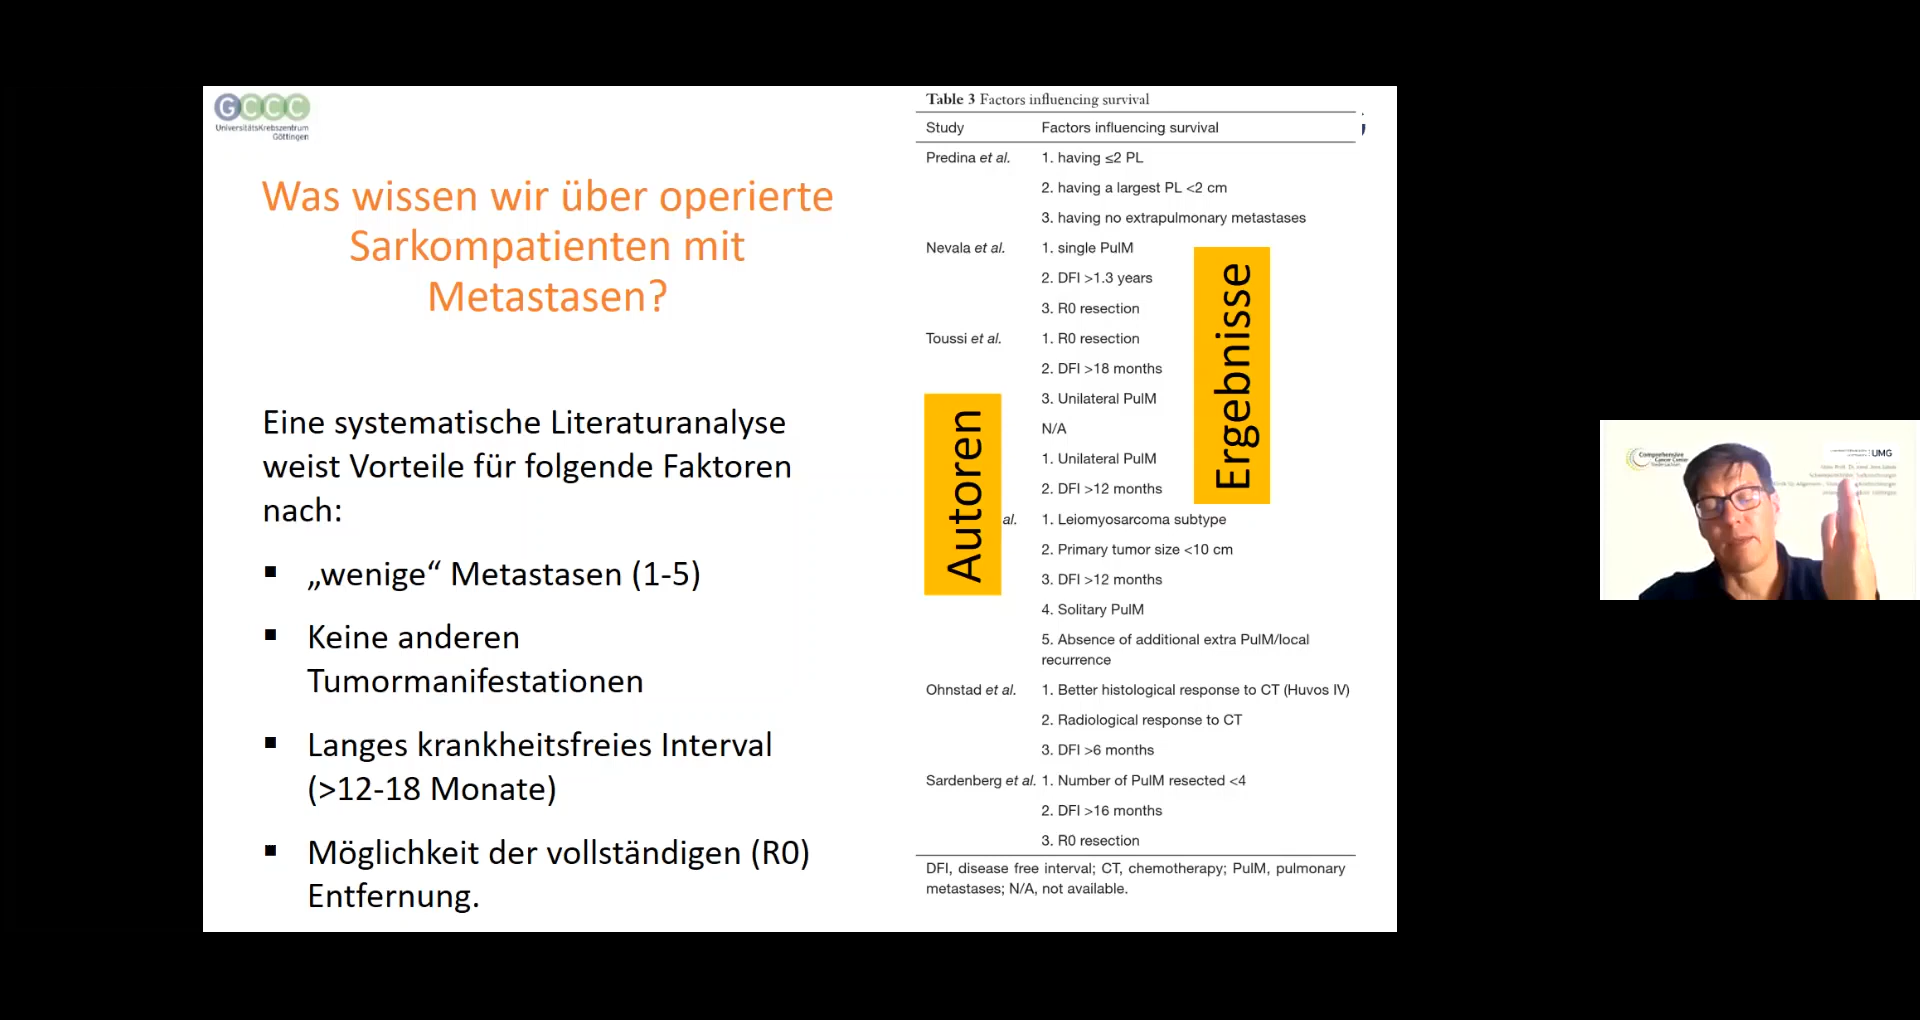 GCCC
UniversitätsKrebszentrum
Göttingen
Was wissen wir über operierte
Sarkompatienten mit
Metastasen?
Eine systematische Literaturanalyse
weist Vorteile für folgende Faktoren
nach:
▪ „wenige“ Metastasen (1-5)
▪ Keine anderen
Tumormanifestationen
▪ Langes krankheitsfreies Interval
(>12-18 Monate)
▪ Möglichkeit der vollständigen (R0)
Entfernung.
Table 3 Factors influencing survival
Study Factors influencing survival
Predina et al. 1. having ≤2 PL
2. having a largest PL <2 cm
3. having no extrapulmonary metastases
Nevala et al. 1. single PulM
2. DFI >1.3 years
3. R0 resection
Toussi et al. 1. R0 resection
2. DFI >18 months
3. Unilateral PulM
N/A
1. Unilateral PulM
2. DFI >12 months
al. 1. Leiomyosarcoma subtype
2. Primary tumor size <10 cm
3. DFI >12 months
4. Solitary PulM
5. Absence of additional extra PulM/local
recurrence
Ohnstad et al. 1. Better histological response to CT (Huvos IV)
2. Radiological response to CT
3. DFI >6 months
Sardenberg et al. 1. Number of PulM resected <4
2. DFI >16 months
3. R0 resection
DFI, disease free interval; CT, chemotherapy; PulM, pulmonary
metastases; N/A, not available.
Autoren
Ergebnisse
Comprehensive
Cancer Center
UMG